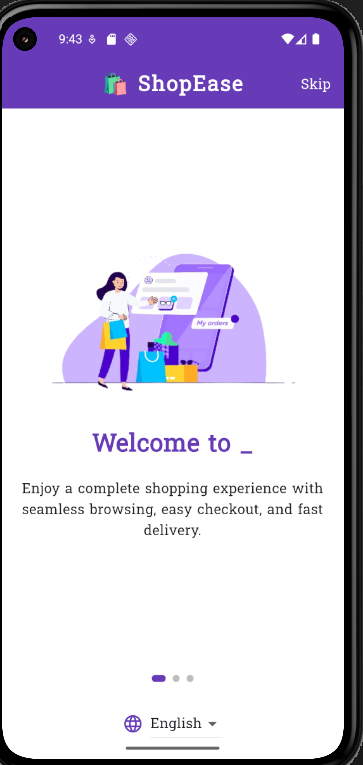 9:43
🛍️ ShopEase
Skip
My orders
Welcome to _
Enjoy a complete shopping experience with
seamless browsing, easy checkout, and fast
delivery.
English